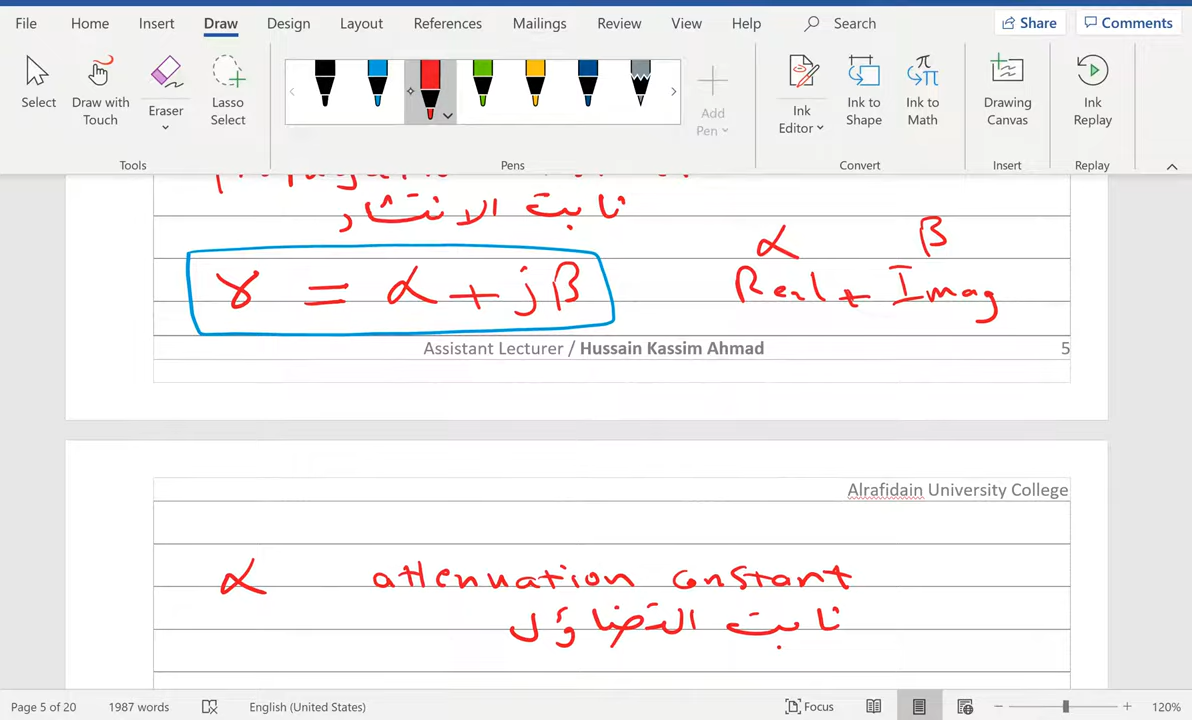 File Home Insert Draw Design Layout References Mailings Review View Help Search Share Comments
Select Draw with Touch Eraser Lasso Select Add Pen Ink Editor Ink to Shape Ink to Math Drawing Canvas Ink Replay
Tools Pens Convert Insert Replay
ثابت الانتشار
α β
γ = α + jβ Real + Imag
Assistant Lecturer / Hussain Kassim Ahmad 5
Alrafidain University College
α attenuation constant
ثابت التضاؤل
Page 5 of 20 1987 words English (United States) Focus 120%